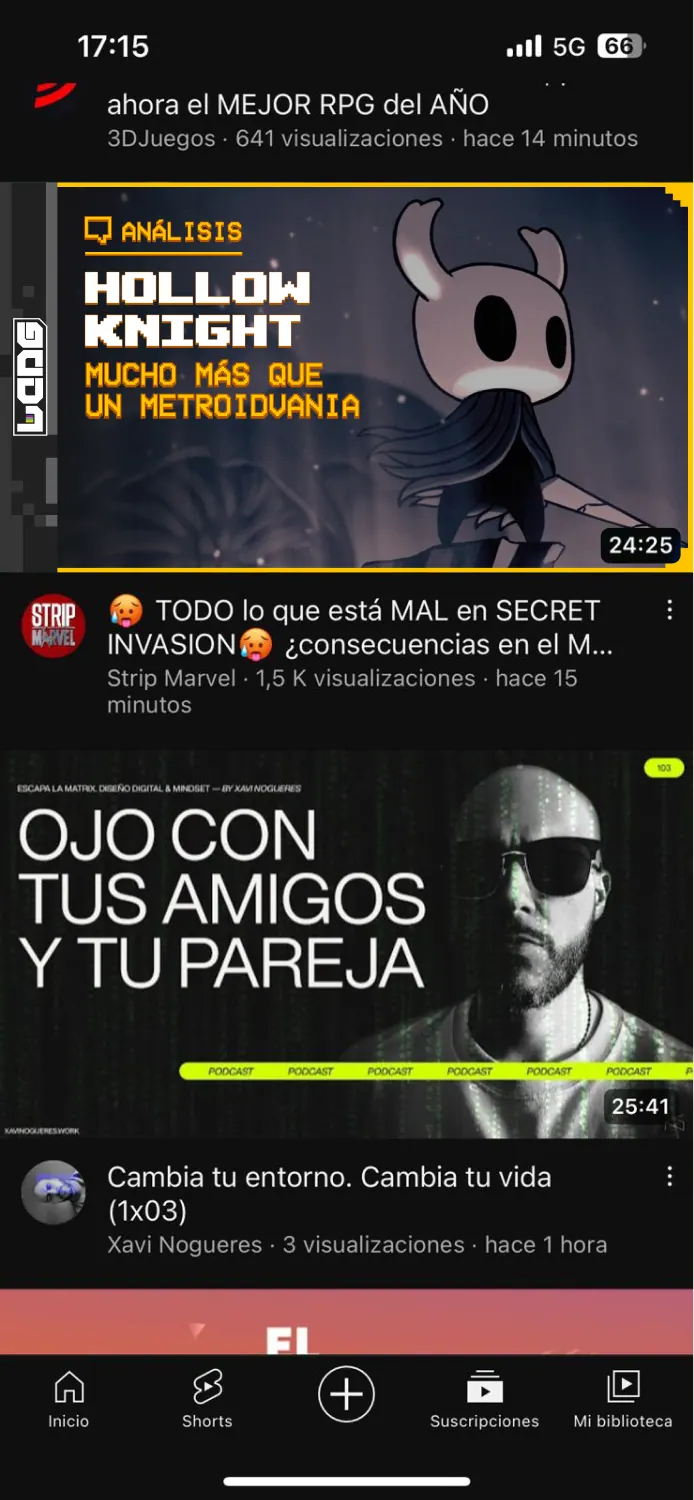 17:15
5G
66
ahora el MEJOR RPG del AÑO
3DJuegos · 641 visualizaciones · hace 14 minutos
ANÁLISIS
HOLLOW
KNIGHT
MUCHO MÁS QUE
UN METROIDVANIA
24:25
STRIP
MARVEL
🥵 TODO lo que está MAL en SECRET
INVASION🥵 ¿consecuencias en el M...
Strip Marvel · 1,5 K visualizaciones · hace 15
minutos
103
ESCAPA LA MATRIX. DISEÑO DIGITAL & MINDSET — BY XAVI NOGUERES
OJO CON
TUS AMIGOS
Y TU PAREJA
PODCAST PODCAST PODCAST PODCAST PODCAST PODCAST P
25:41
XAVINOGUERES.WORK
Cambia tu entorno. Cambia tu vida
(1x03)
Xavi Nogueres · 3 visualizaciones · hace 1 hora
EL
Inicio
Shorts
Suscripciones
Mi biblioteca